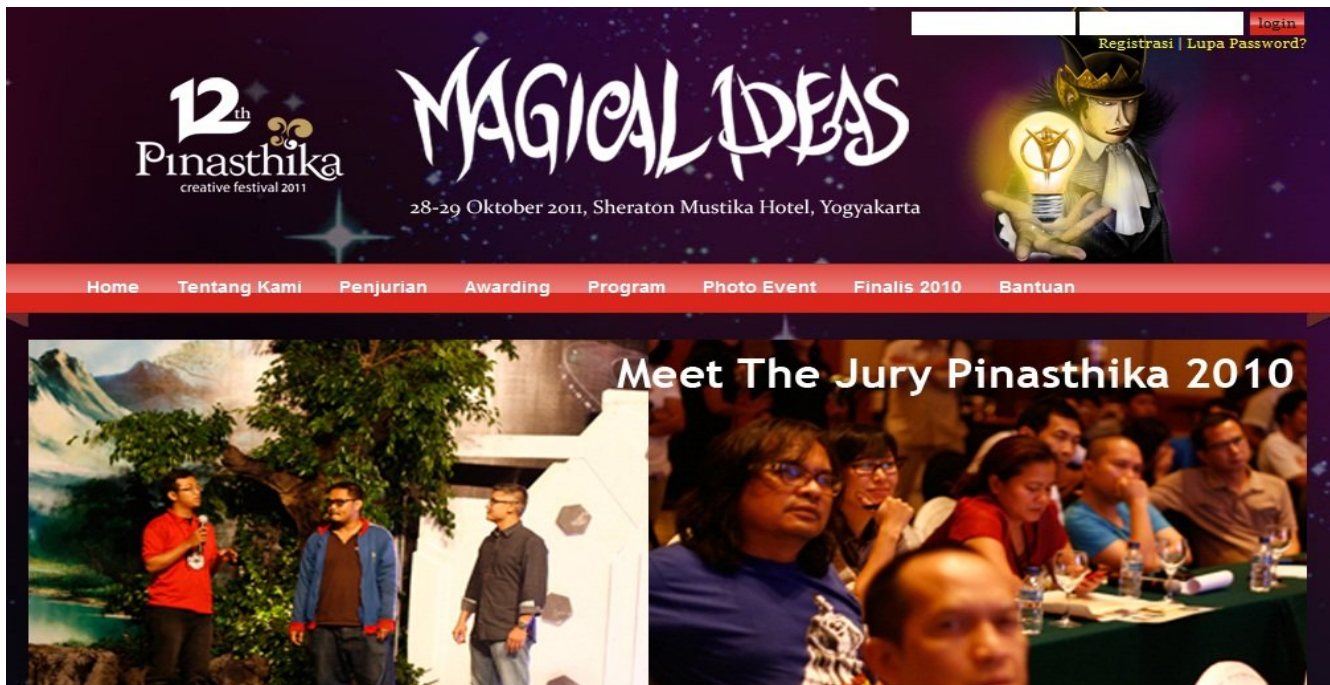 login
Registrasi | Lupa Password?
12th
Pinasthika
creative festival 2011
MAGICAL IDEAS
28-29 Oktober 2011, Sheraton Mustika Hotel, Yogyakarta
Home Tentang Kami Penjurian Awarding Program Photo Event Finalis 2010 Bantuan
Meet The Jury Pinasthika 2010